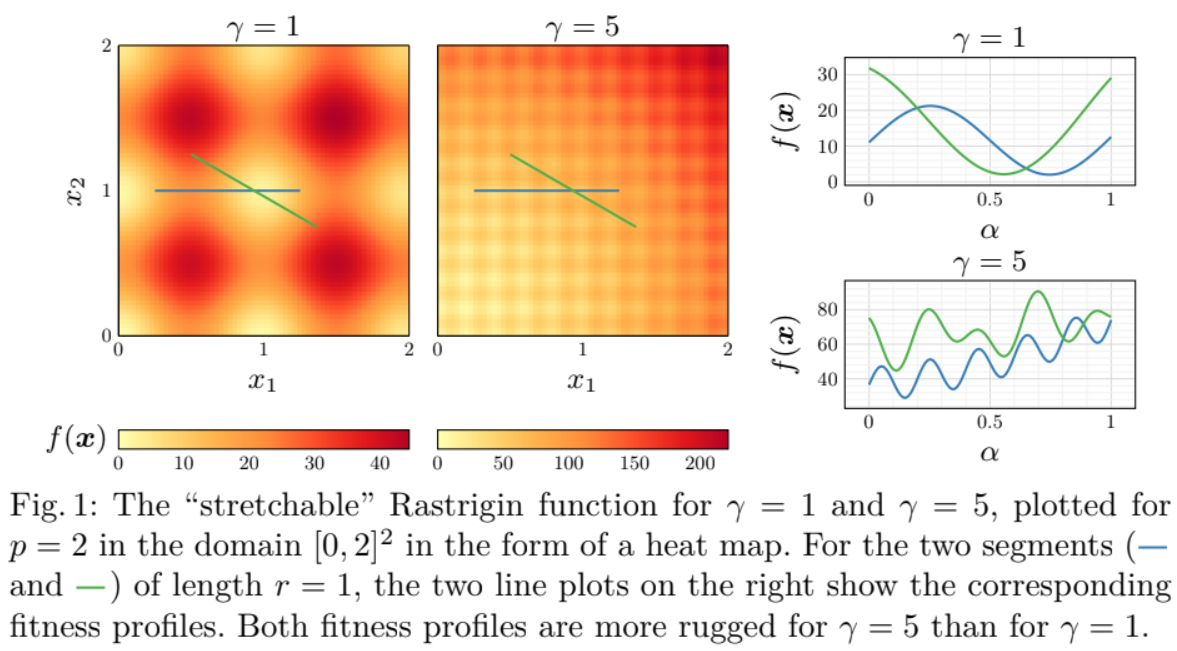 γ = 1
γ = 5
2
1
0
x₂
0 1 2
x₁
0 1 2
x₁
f(x)
0 10 20 30 40
0 50 100 150 200
γ = 1
30
20
10
0
f(x)
0 0.5 1
α
γ = 5
80
60
40
f(x)
0 0.5 1
α
Fig. 1: The “stretchable” Rastrigin function for γ = 1 and γ = 5, plotted for
p = 2 in the domain [0, 2]² in the form of a heat map. For the two segments (—
and —) of length r = 1, the two line plots on the right show the corresponding
fitness profiles. Both fitness profiles are more rugged for γ = 5 than for γ = 1.